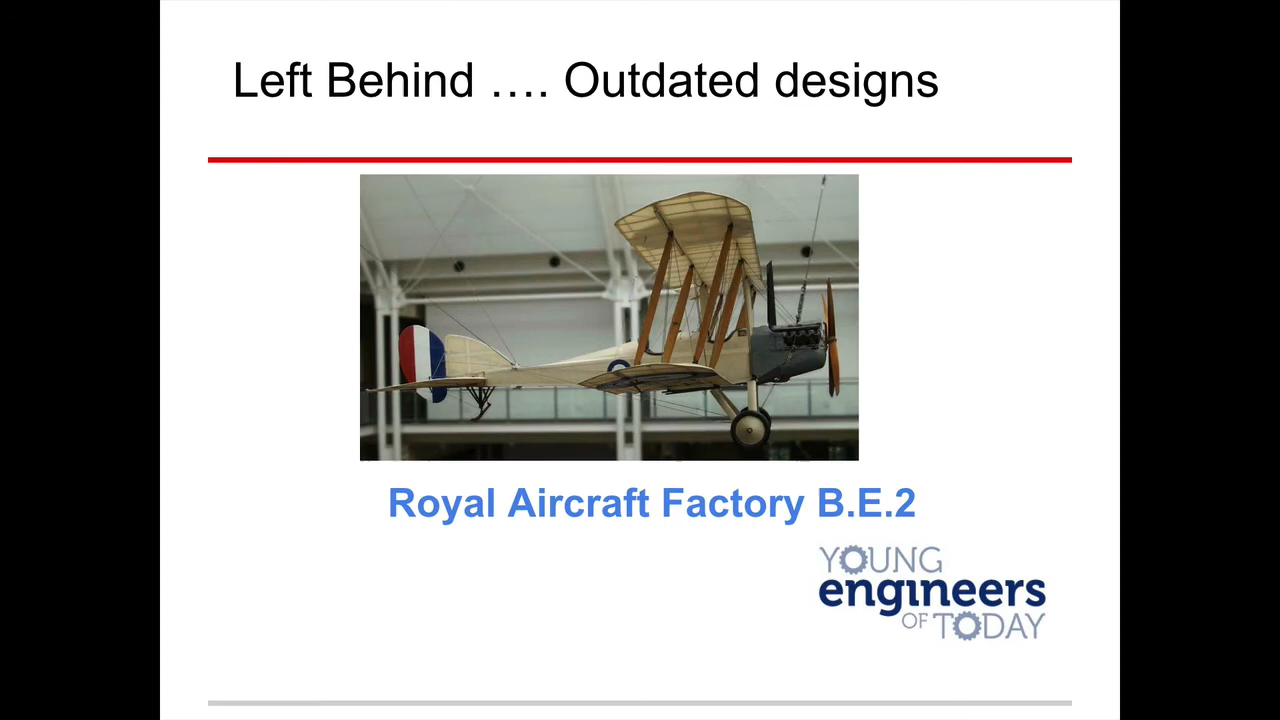 Left Behind …. Outdated designs
Royal Aircraft Factory B.E.2
YOUNG
engineers
OF TODAY